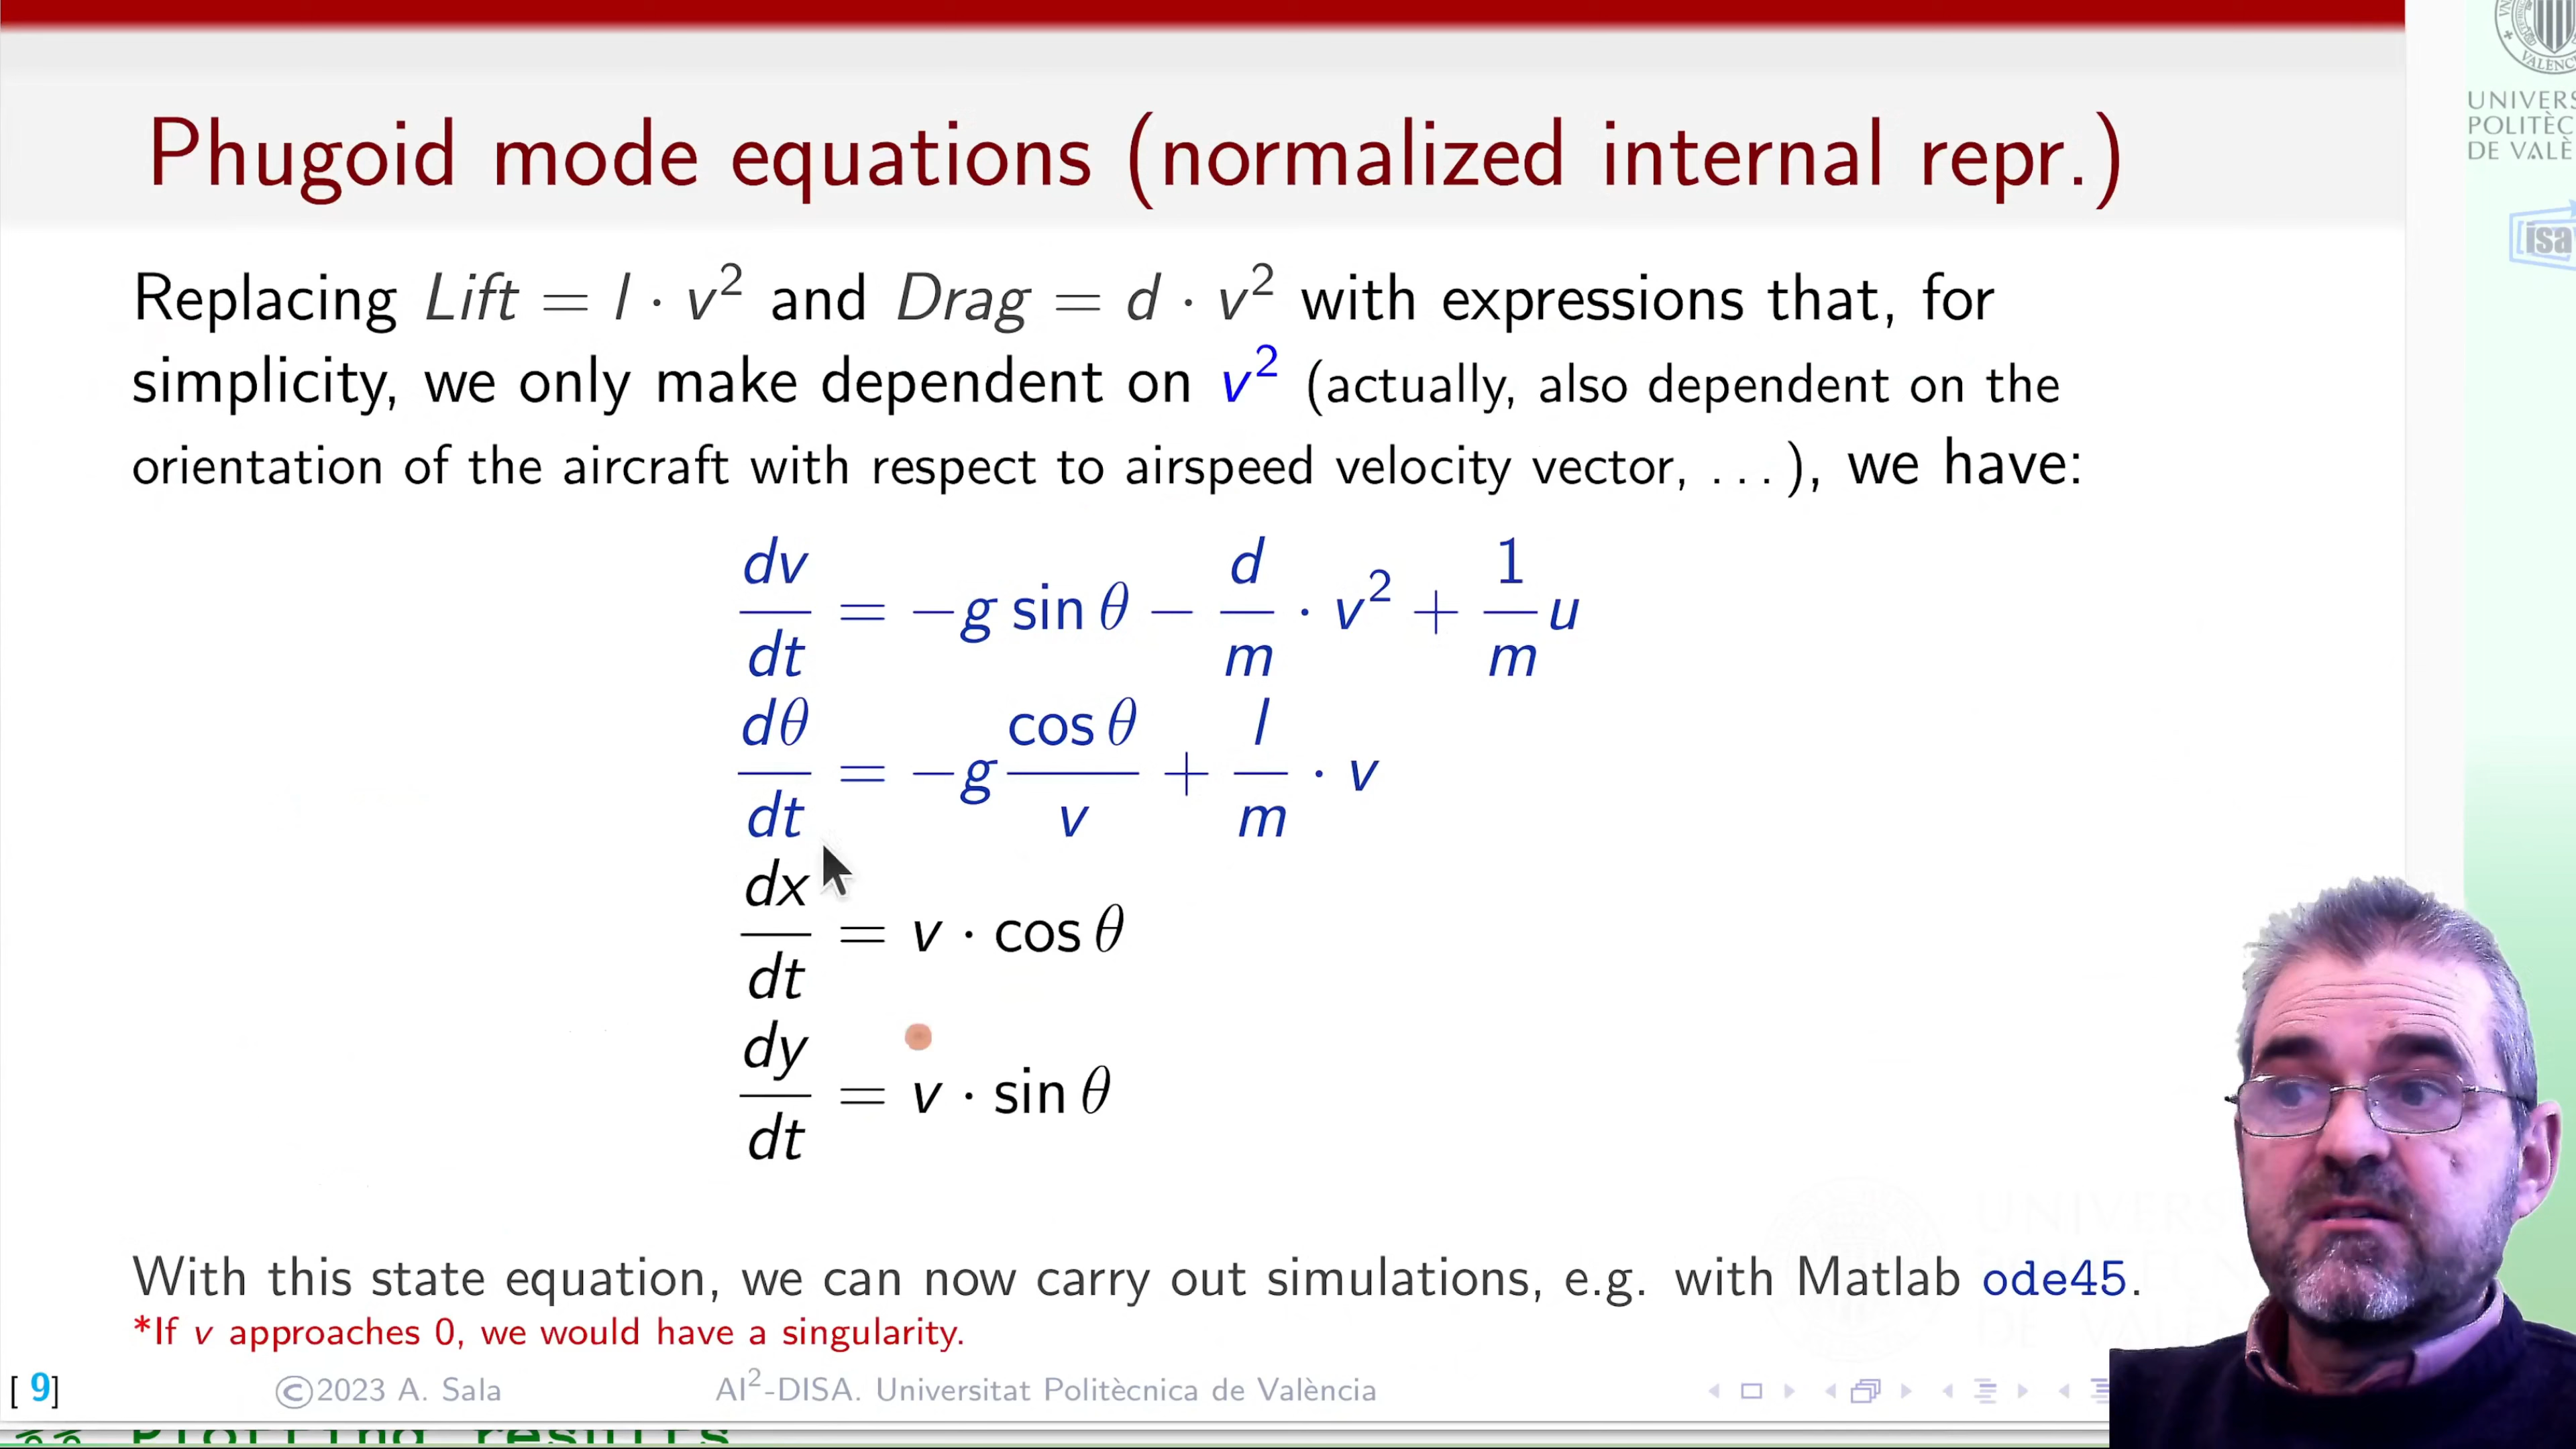 Phugoid mode equations (normalized internal repr.)
Replacing Lift = l · v² and Drag = d · v² with expressions that, for
simplicity, we only make dependent on v² (actually, also dependent on the
orientation of the aircraft with respect to airspeed velocity vector, ...), we have:
dv/dt = −g sin θ − d/m · v² + 1/m u
dθ/dt = −g cos θ/v + l/m · v
dx/dt = v · cos θ
dy/dt = v · sin θ
With this state equation, we can now carry out simulations, e.g. with Matlab ode45.
*If v approaches 0, we would have a singularity.
[ 9]
©2023 A. Sala
AI²-DISA. Universitat Politècnica de València
UNIVERS
POLITÈC
DE VALÈ
isa
%% Plotting results